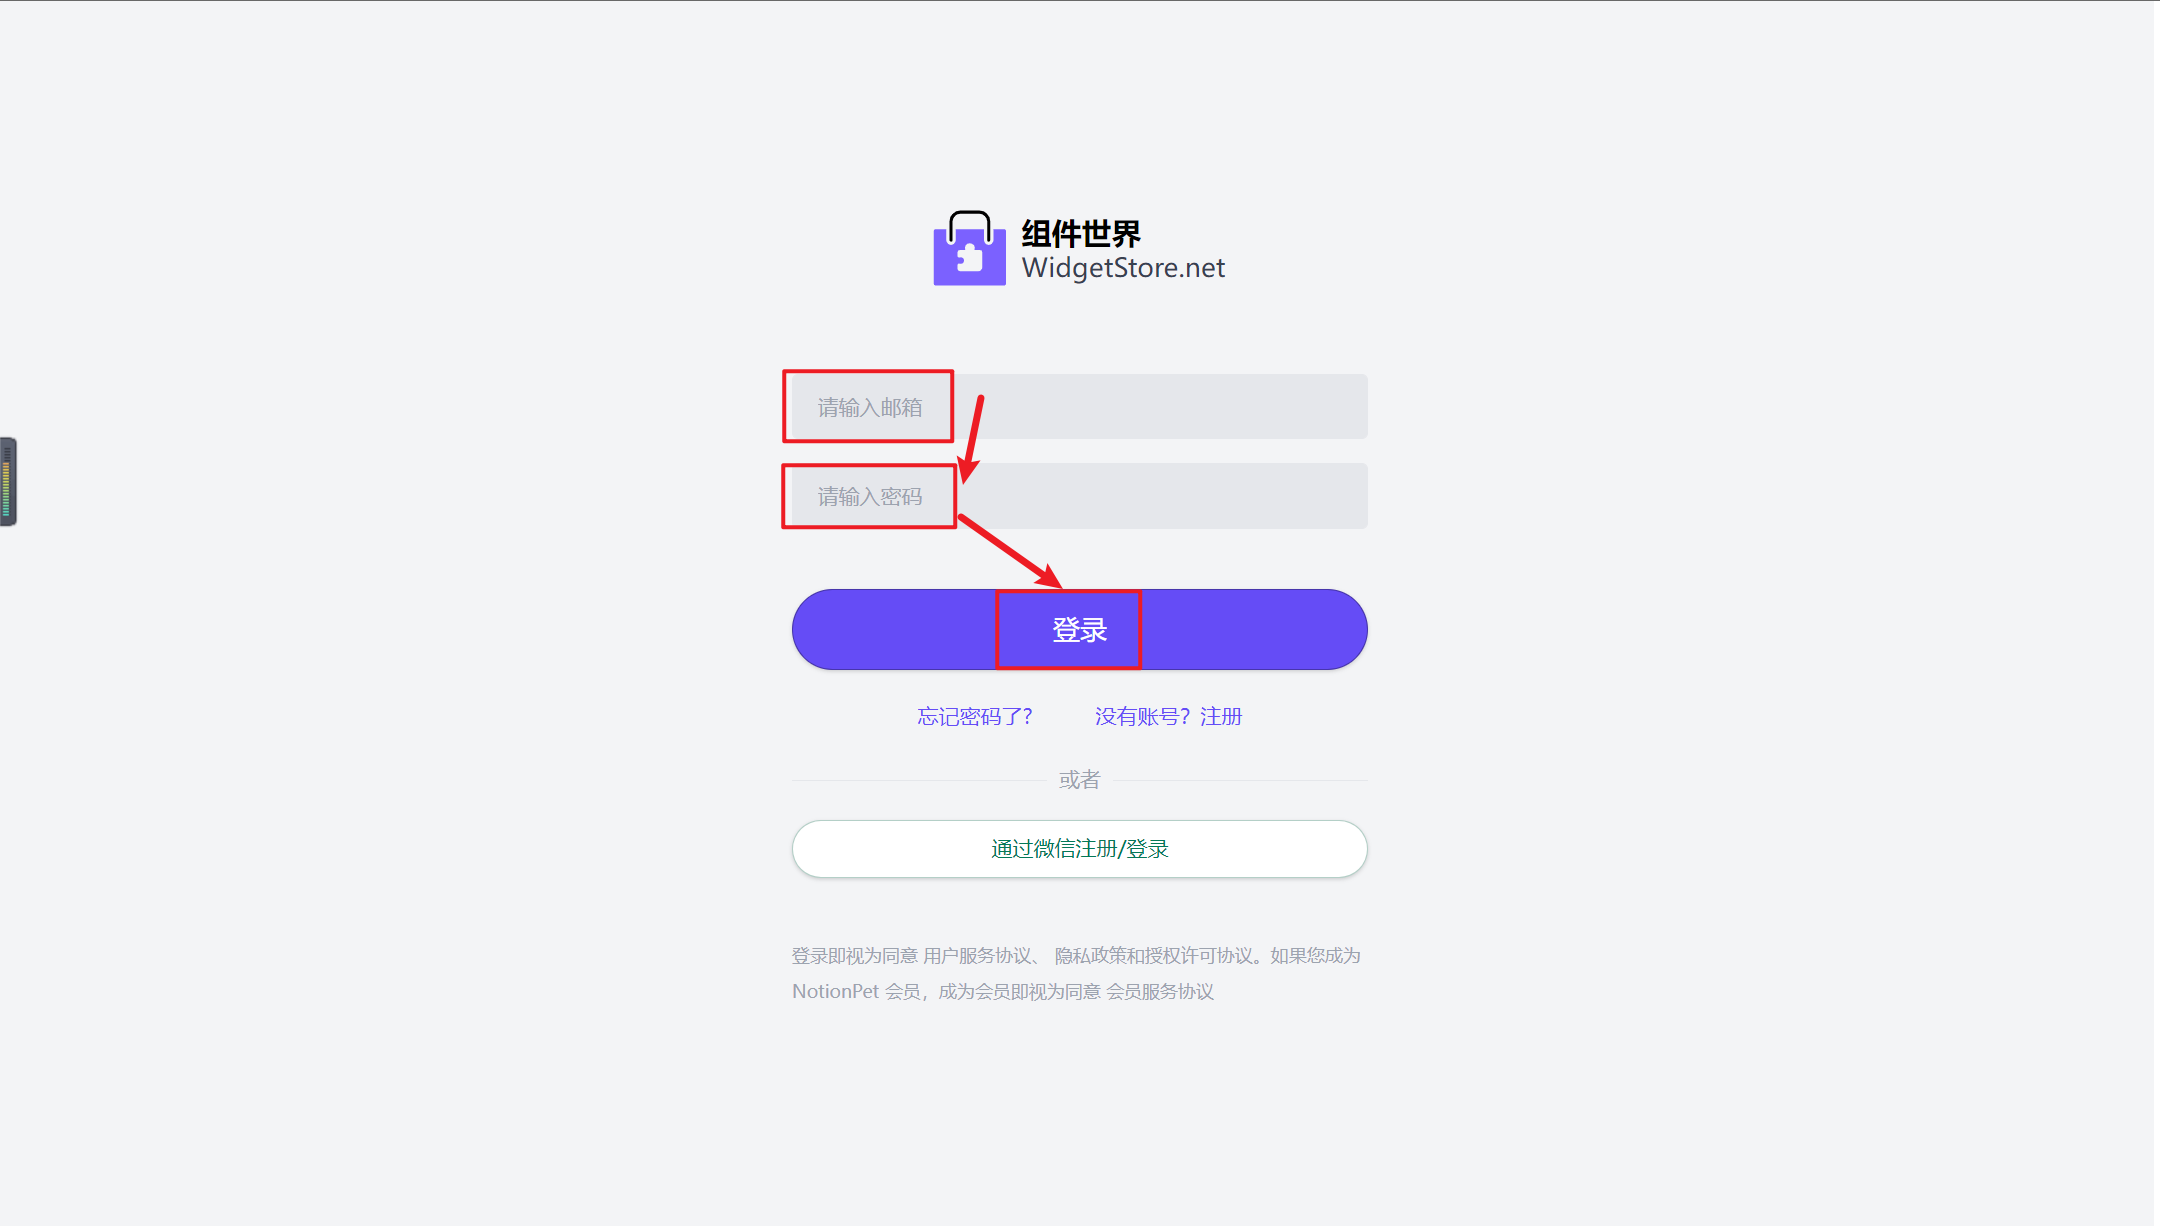 组件世界
WidgetStore.net
请输入邮箱
请输入密码
登录
忘记密码了?
没有账号? 注册
或者
通过微信注册/登录
登录即视为同意 用户服务协议、 隐私政策和授权许可协议。如果您成为
NotionPet 会员，成为会员即视为同意 会员服务协议